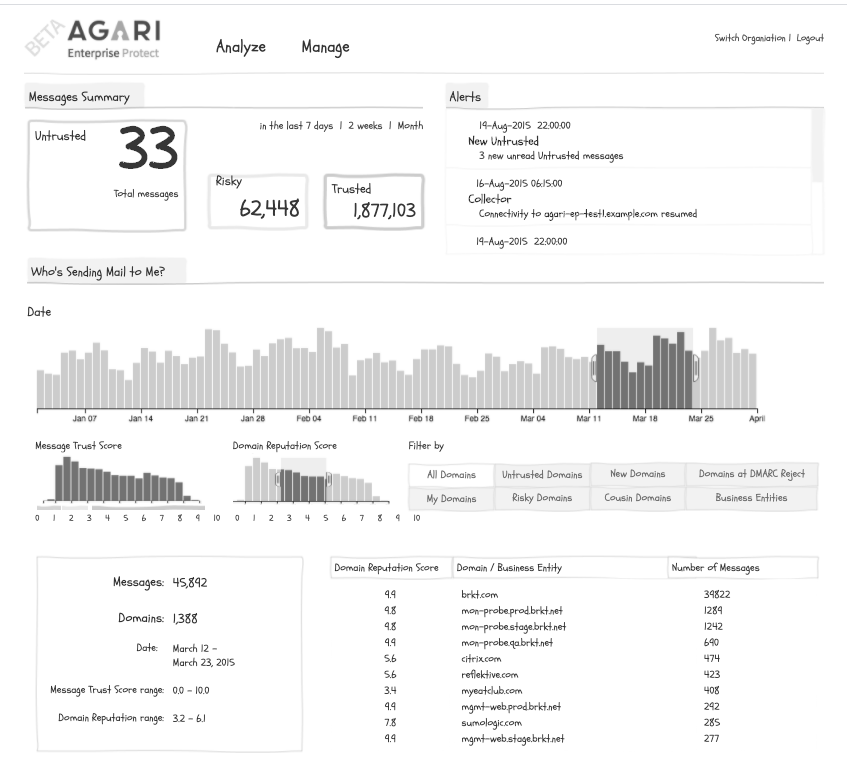 BETA
AGARI
Enterprise Protect
Analyze Manage
Switch Organiation | Logout
Messages Summary
Untrusted
33
Total messages
in the last 7 days | 2 weeks | Month
Risky
62,448
Trusted
1,877,103
Alerts
19-Aug-2015 22:00:00
New Untrusted
3 new unread Untrusted messages
16-Aug-2015 06:15:00
Collector
Connectivity to agari-ep-test1.example.com resumed
19-Aug-2015 22:00:00
Who's Sending Mail to Me?
Date
Jan 07 Jan 14 Jan 21 Jan 28 Feb 04 Feb 11 Feb 18 Feb 25 Mar 04 Mar 11 Mar 18 Mar 25 April
Message Trust Score
0 1 2 3 4 5 6 7 8 9 10
Domain Reputation Score
0 1 2 3 4 5 6 7 8 9 10
Filter by
All Domains Untrusted Domains New Domains Domains at DMARC Reject
My Domains Risky Domains Cousin Domains Business Entities
Messages: 45,892
Domains: 1,388
Date: March 12 -
March 23, 2015
Message Trust Score range: 0.0 - 10.0
Domain Reputation range: 3.2 - 6.1
Domain Reputation Score Domain / Business Entity Number of Messages
9.9 brkt.com 39822
9.8 mon-probe.prod.brkt.net 1289
9.8 mon-probe.stage.brkt.net 1242
9.9 mon-probe.qa.brkt.net 690
5.6 citrix.com 474
5.6 reflektive.com 423
3.4 myeatclub.com 408
9.9 mgmt-web.prod.brkt.net 292
7.8 sumologic.com 285
9.9 mgmt-web.stage.brkt.net 277